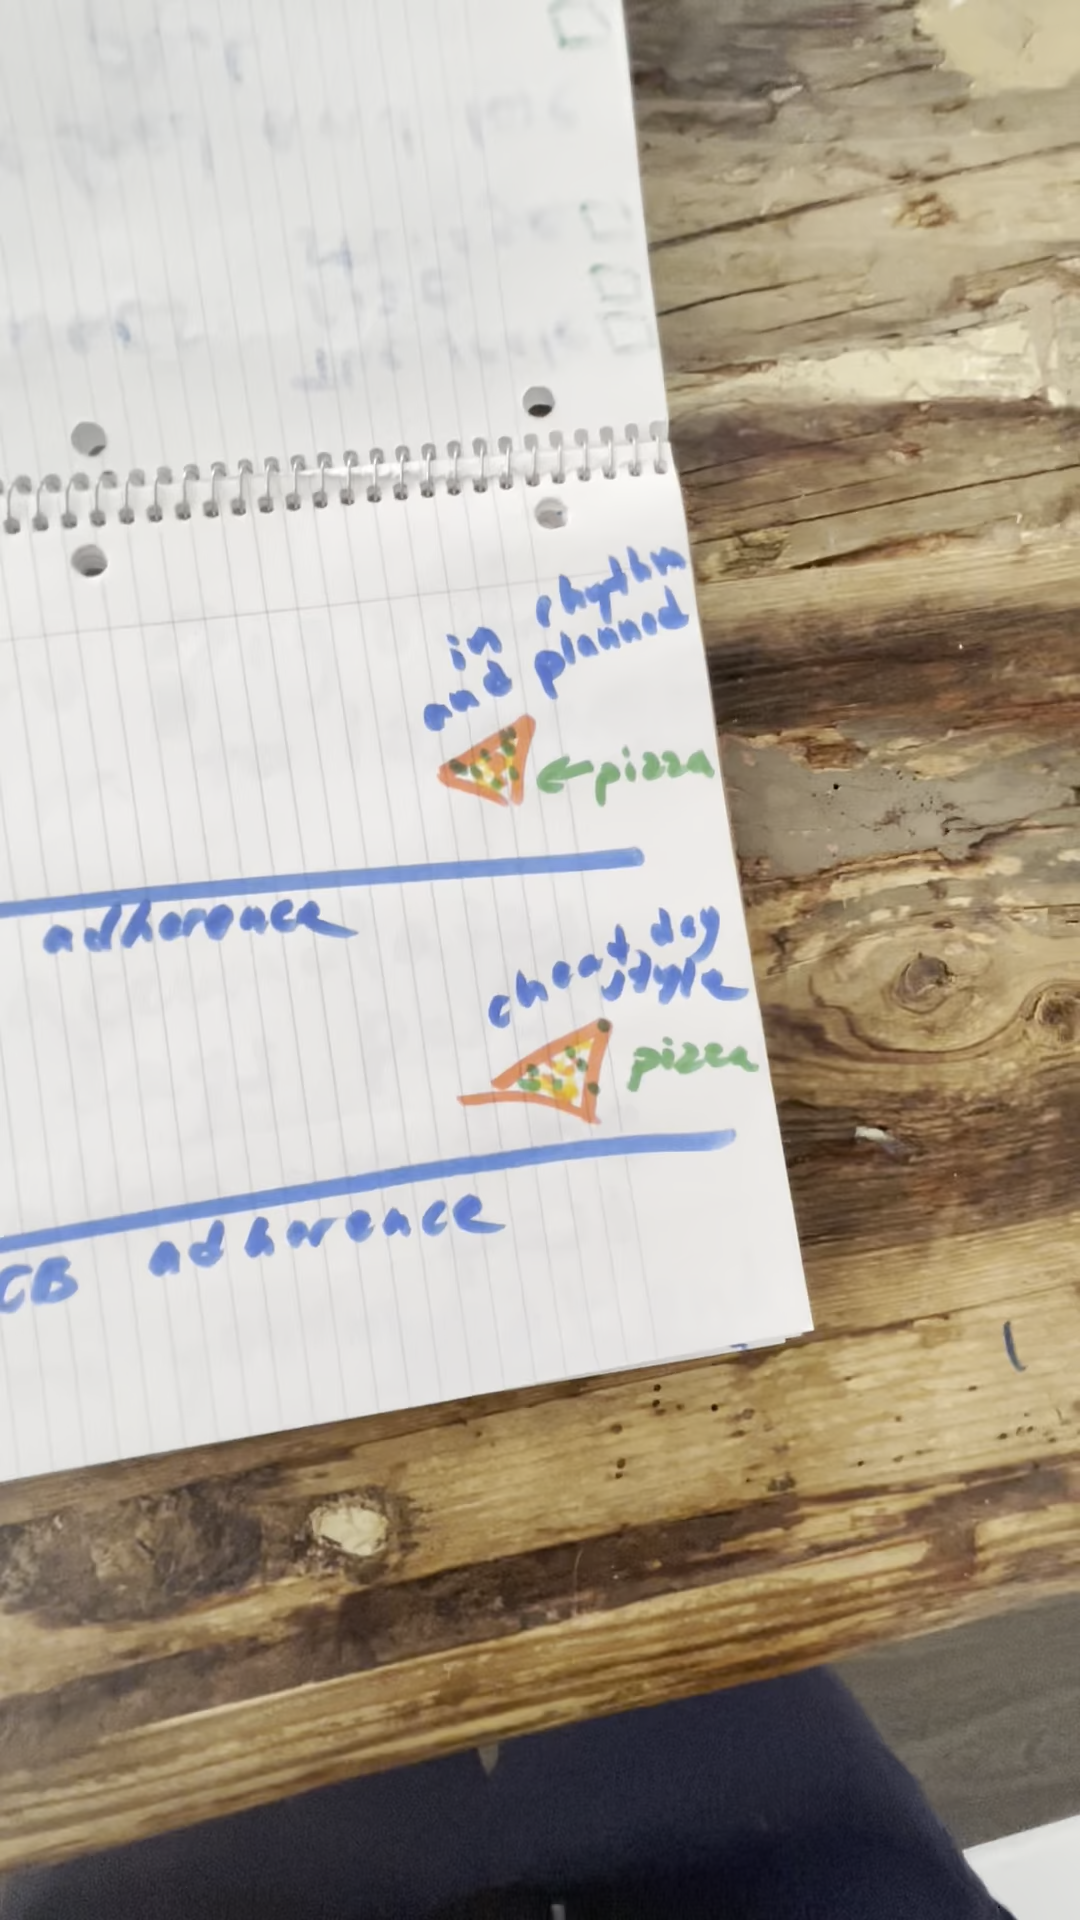 in rhythm
and planned
←pizza
adherence
cheat day
style
pizza
CB adherence